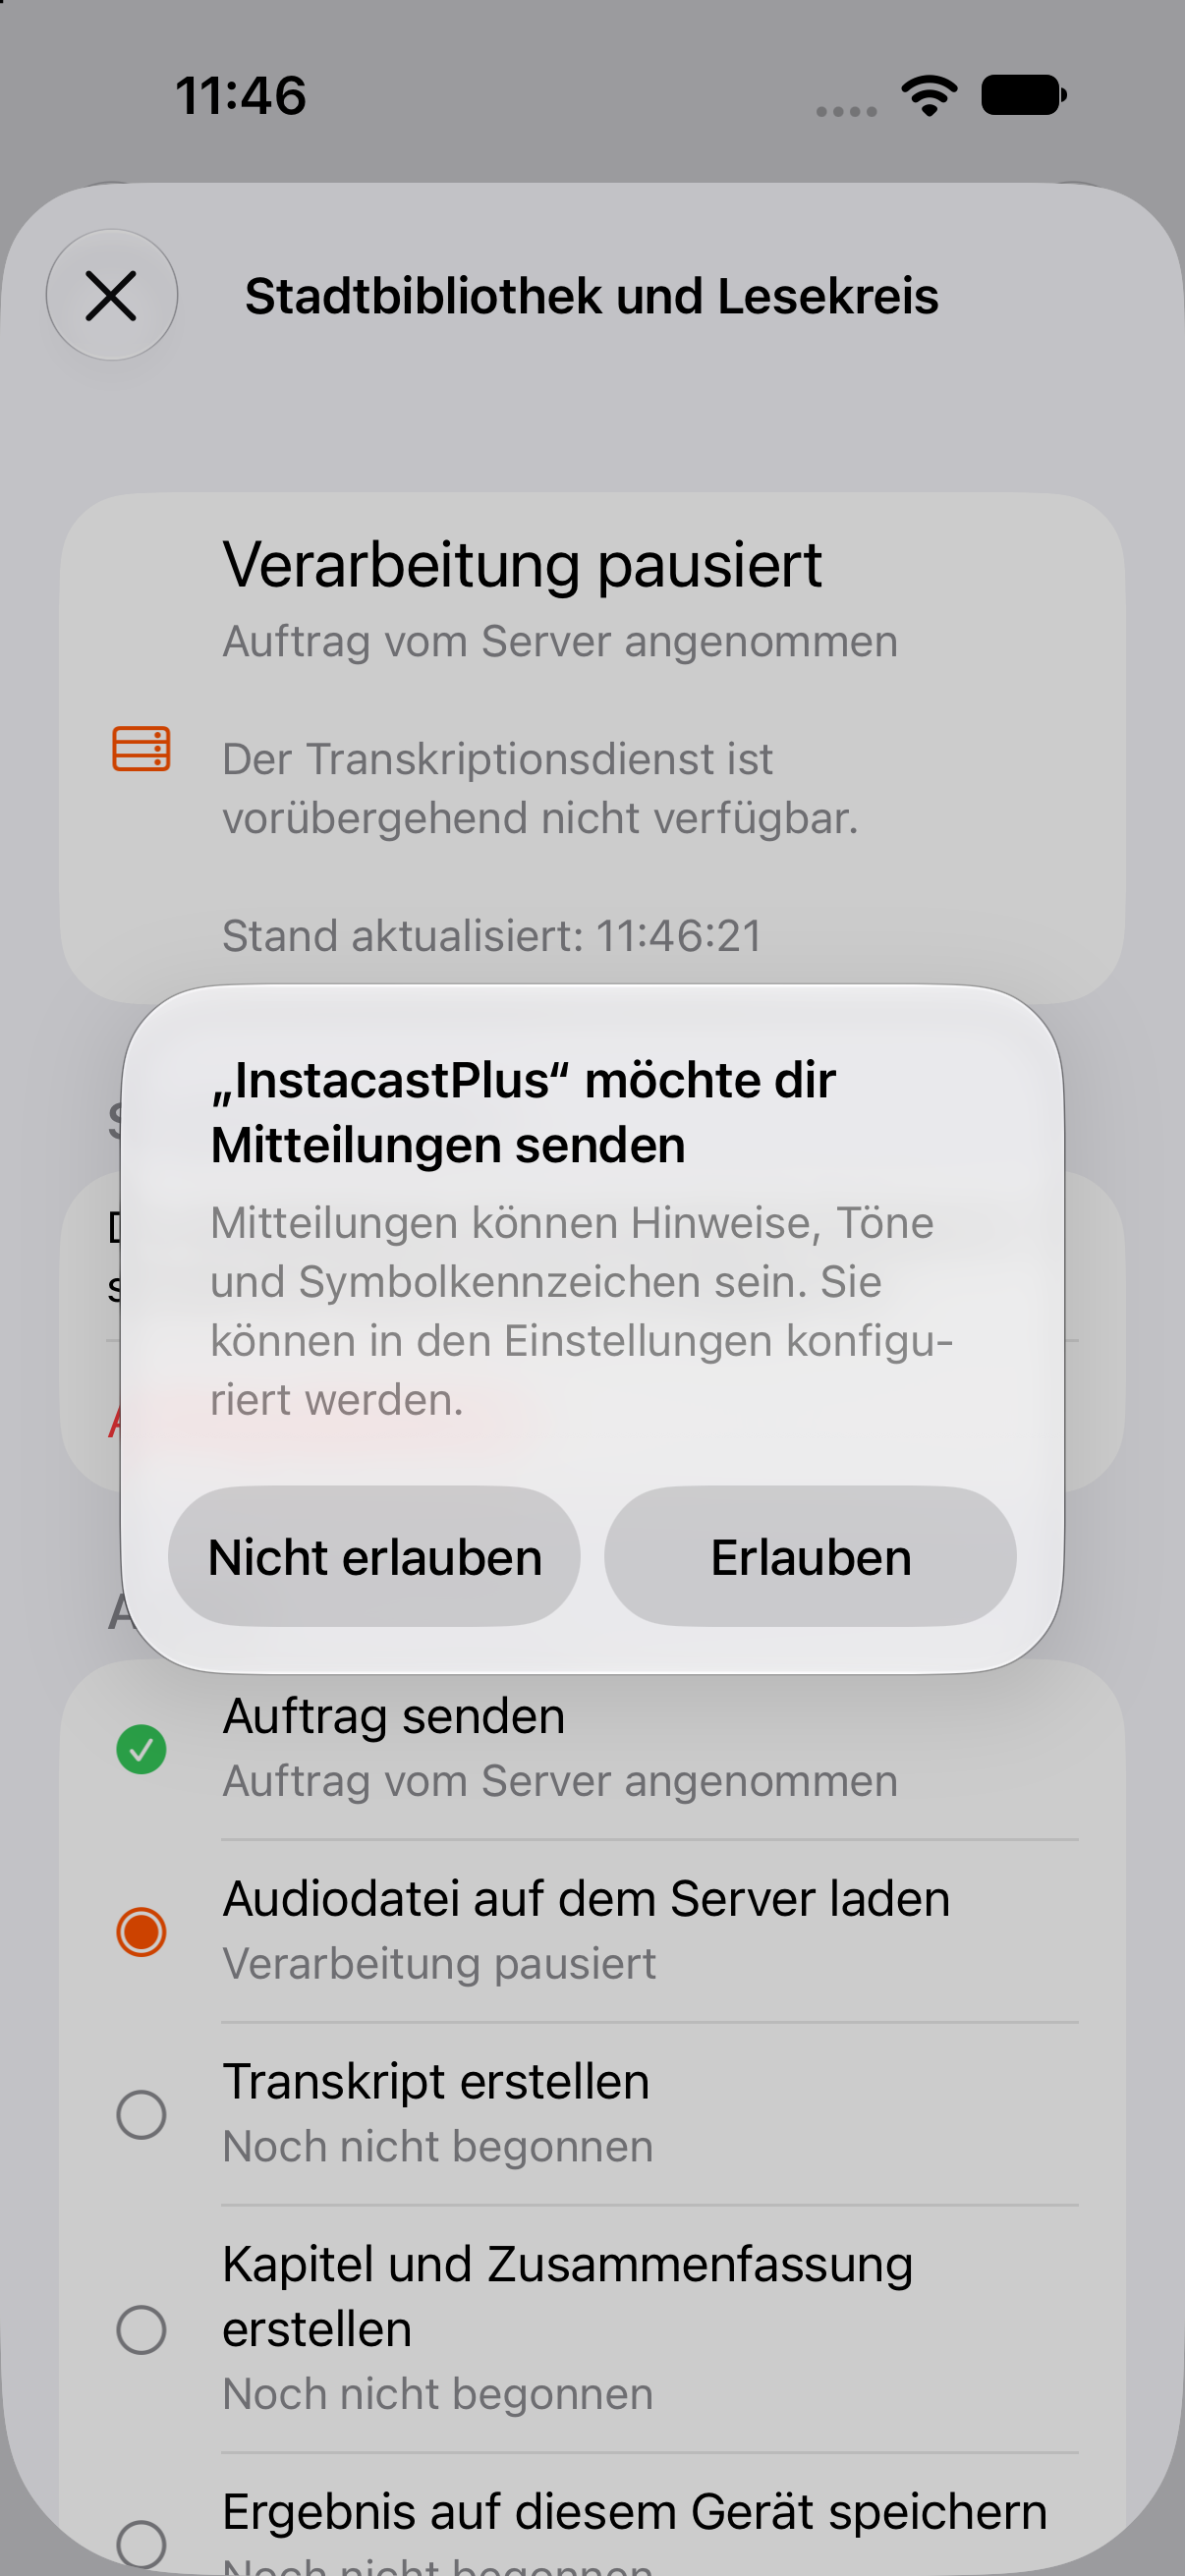 11:46
Stadtbibliothek und Lesekreis
Verarbeitung pausiert
Auftrag vom Server angenommen
Der Transkriptionsdienst ist
vorübergehend nicht verfügbar.
Stand aktualisiert: 11:46:21
„InstacastPlus“ möchte dir
Mitteilungen senden
Mitteilungen können Hinweise, Töne
und Symbolkennzeichen sein. Sie
können in den Einstellungen konfigu-
riert werden.
Nicht erlauben
Erlauben
Auftrag senden
Auftrag vom Server angenommen
Audiodatei auf dem Server laden
Verarbeitung pausiert
Transkript erstellen
Noch nicht begonnen
Kapitel und Zusammenfassung
erstellen
Noch nicht begonnen
Ergebnis auf diesem Gerät speichern
Noch nicht begonnen